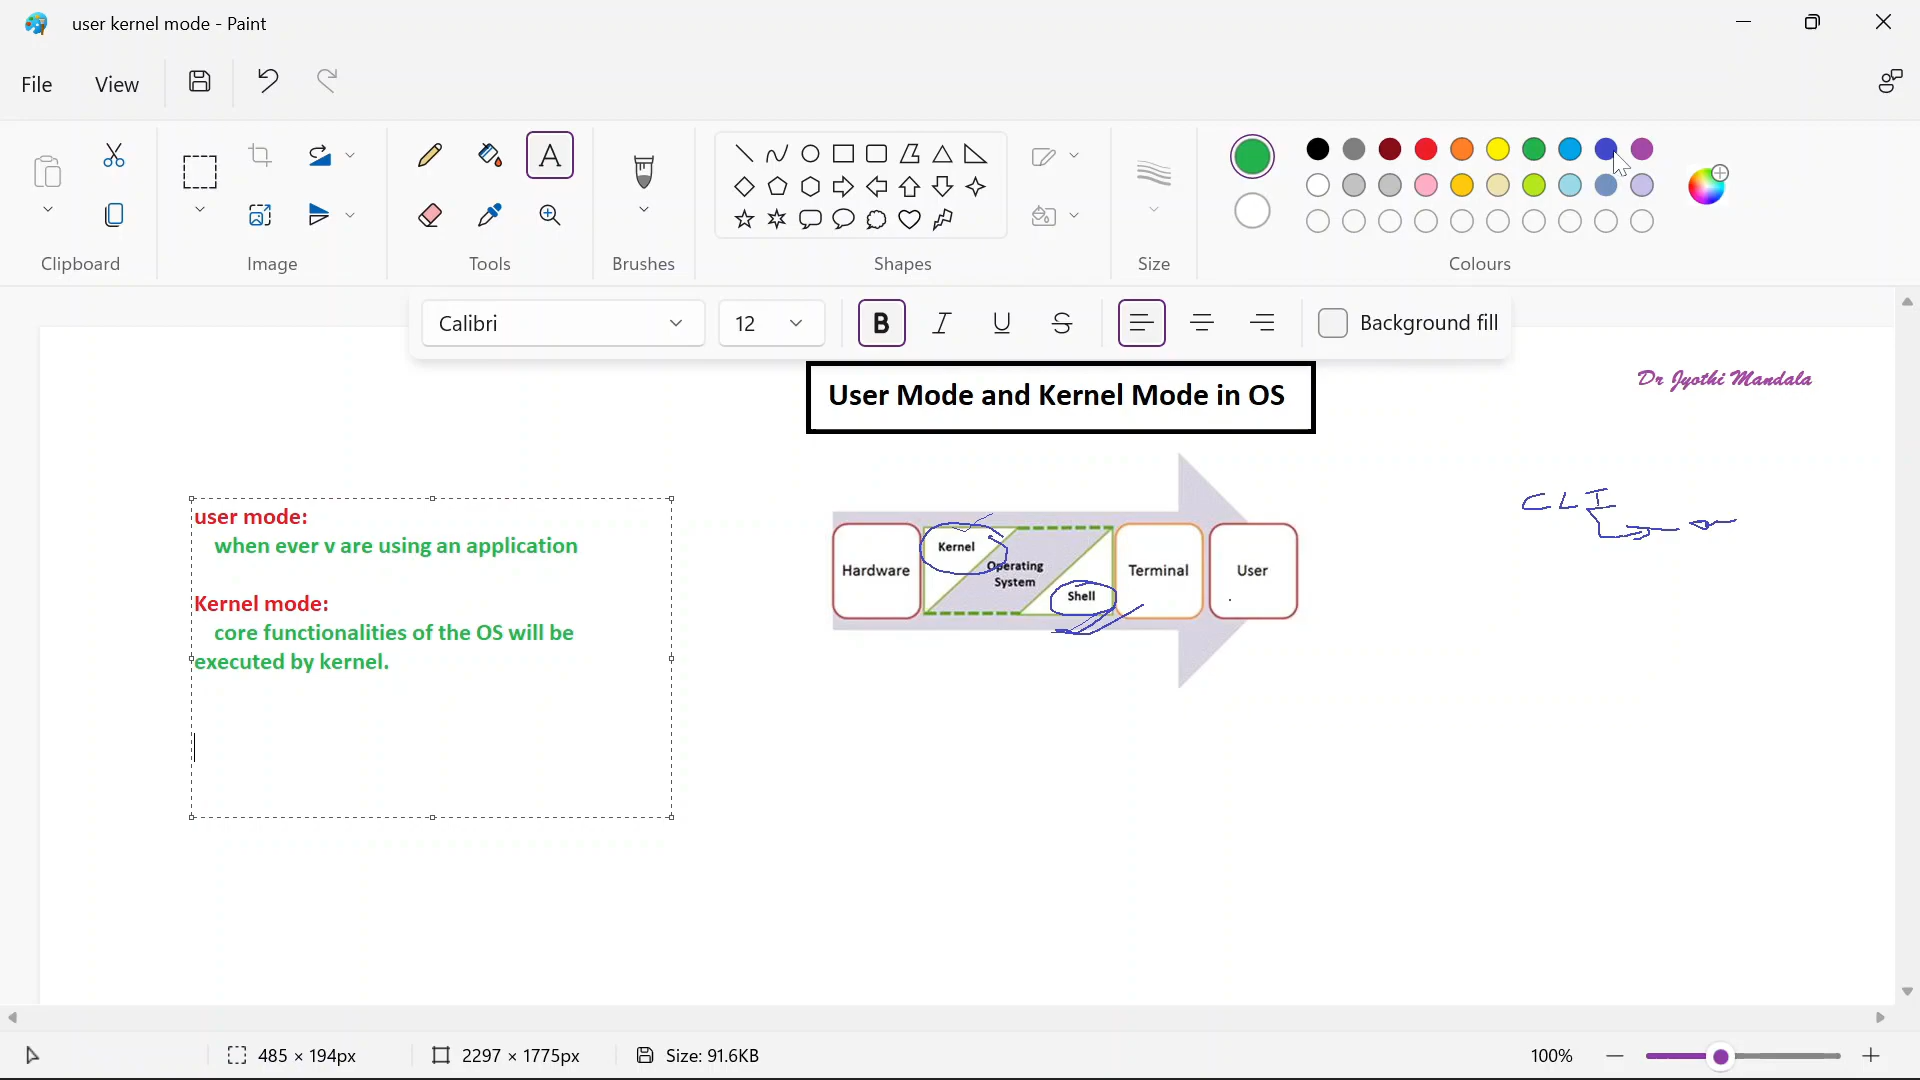 user kernel mode - Paint
File
View
Clipboard
Image
Tools
Brushes
Shapes
Size
Colours
Calibri
12
B
I
U
S
Background fill
User Mode and Kernel Mode in OS
Dr Jyothi Mandala
user mode:
when ever v are using an application
Kernel mode:
core functionalities of the OS will be
executed by kernel.
Hardware
Kernel
Operating
System
Shell
Terminal
User
CLI
485 × 194px
2297 × 1775px
Size: 91.6KB
100%